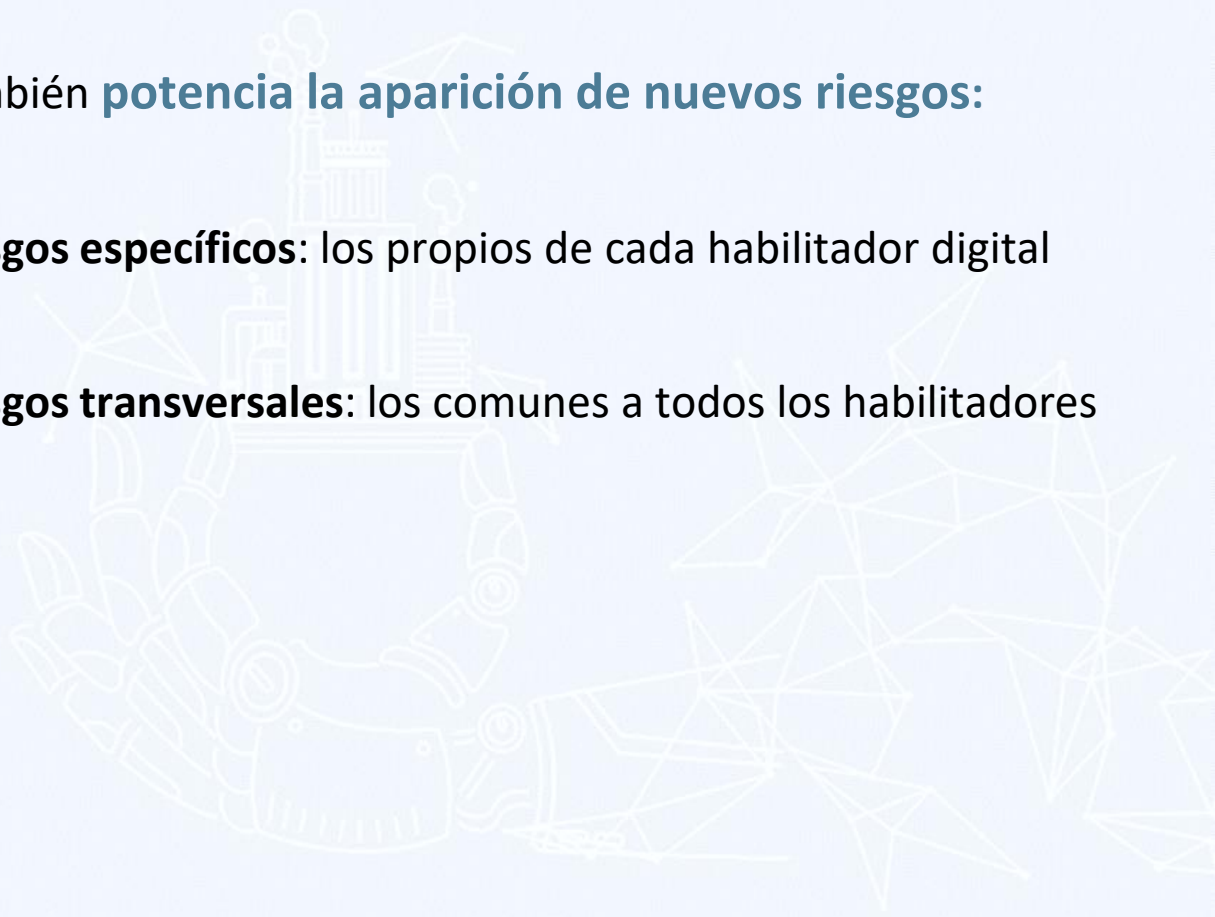 bién potencia la aparición de nuevos riesgos:
gos específicos: los propios de cada habilitador digital
gos transversales: los comunes a todos los habilitadores